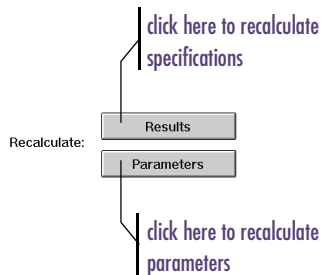 click here to recalculate
specifications
Results
Recalculate:
Parameters
click here to recalculate
parameters